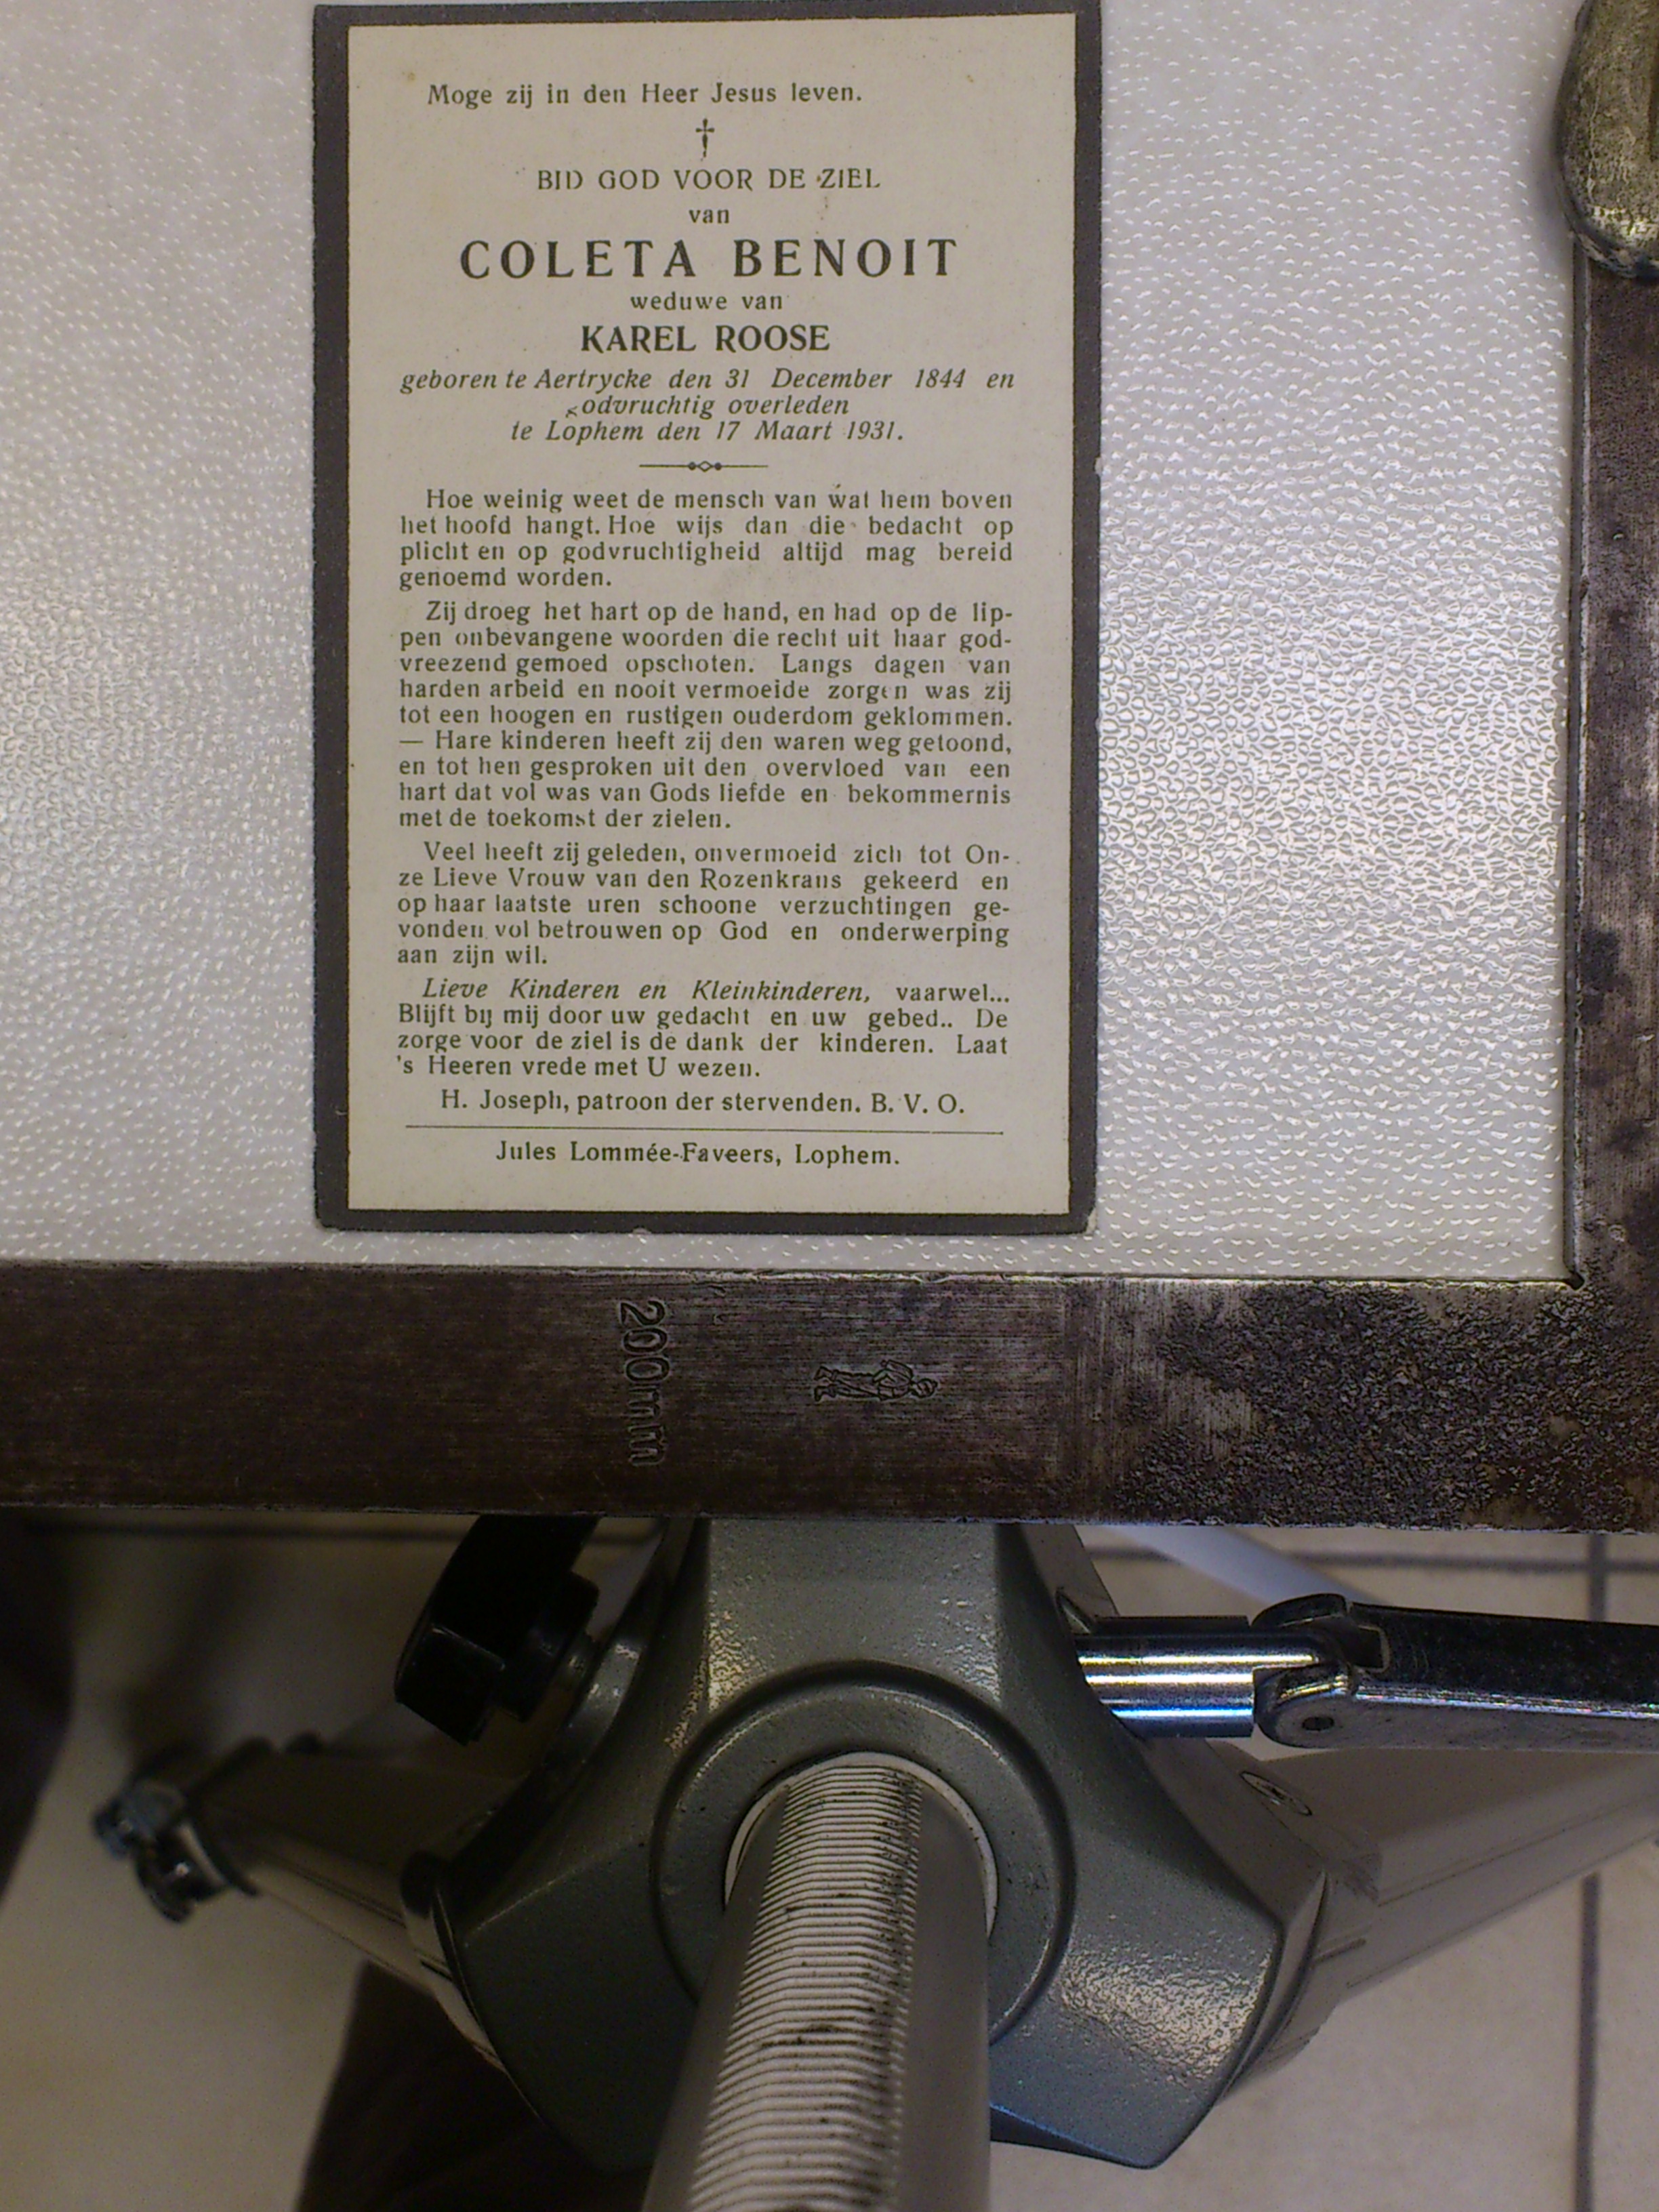 Moge zij in den Heer Jesus leven.
†
BID GOD VOOR DE ZIEL
van
COLETA BENOIT
weduwe van
KAREL ROOSE
geboren te Aertrycke den 31 December 1844 en
godvruchtig overleden
te Lophem den 17 Maart 1931.
Hoe weinig weet de mensch van wat hem boven
het hoofd hangt. Hoe wijs dan die bedacht op
plicht en op godvruchtigheid altijd mag bereid
genoemd worden.
Zij droeg het hart op de hand, en had op de lip-
pen onbevangene woorden die recht uit haar god-
vreezend gemoed opschoten. Langs dagen van
harden arbeid en nooit vermoeide zorgen was zij
tot een hoogen en rustigen ouderdom geklommen.
— Hare kinderen heeft zij den waren weg getoond,
en tot hen gesproken uit den overvloed van een
hart dat vol was van Gods liefde en bekommernis
met de toekomst der zielen.
Veel heeft zij geleden, onvermoeid zich tot On-
ze Lieve Vrouw van den Rozenkrans gekeerd en
op haar laatste uren schoone verzuchtingen ge-
vonden vol betrouwen op God en onderwerping
aan zijn wil.
Lieve Kinderen en Kleinkinderen, vaarwel...
Blijft bij mij door uw gedacht en uw gebed.. De
zorge voor de ziel is de dank der kinderen. Laat
's Heeren vrede met U wezen.
H. Joseph, patroon der stervenden. B. V. O.
Jules Lommée-Faveers, Lophem.
200mm